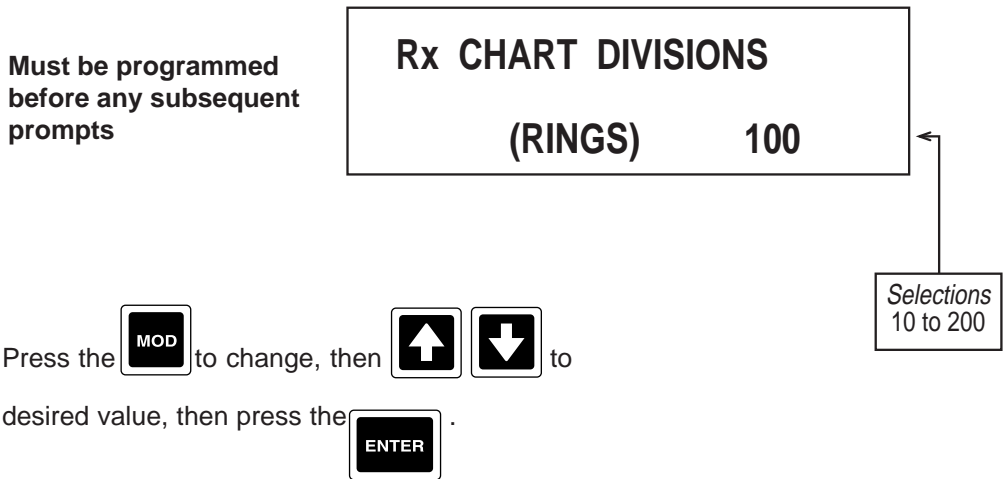 Must be programmed
before any subsequent
prompts
Rx CHART DIVISIONS
(RINGS) 100
Selections
10 to 200
Press the MOD to change, then to
desired value, then press the ENTER .